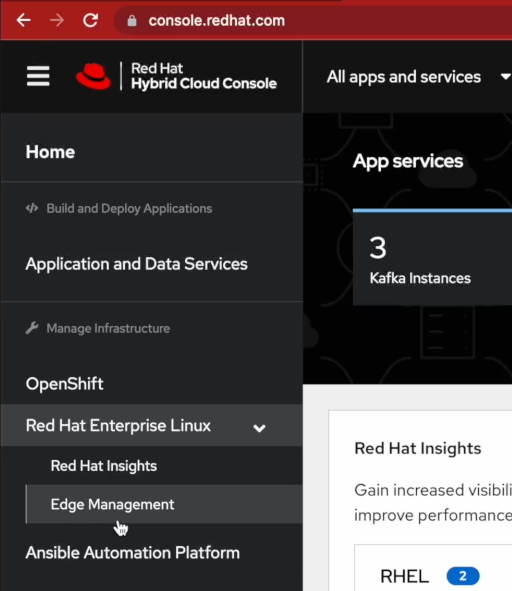 console.redhat.com
Red Hat
Hybrid Cloud Console
All apps and services
Home
Build and Deploy Applications
Application and Data Services
Manage Infrastructure
OpenShift
Red Hat Enterprise Linux
Red Hat Insights
Edge Management
Ansible Automation Platform
App services
3
Kafka Instances
Red Hat Insights
Gain increased visibili
improve performance
RHEL 2